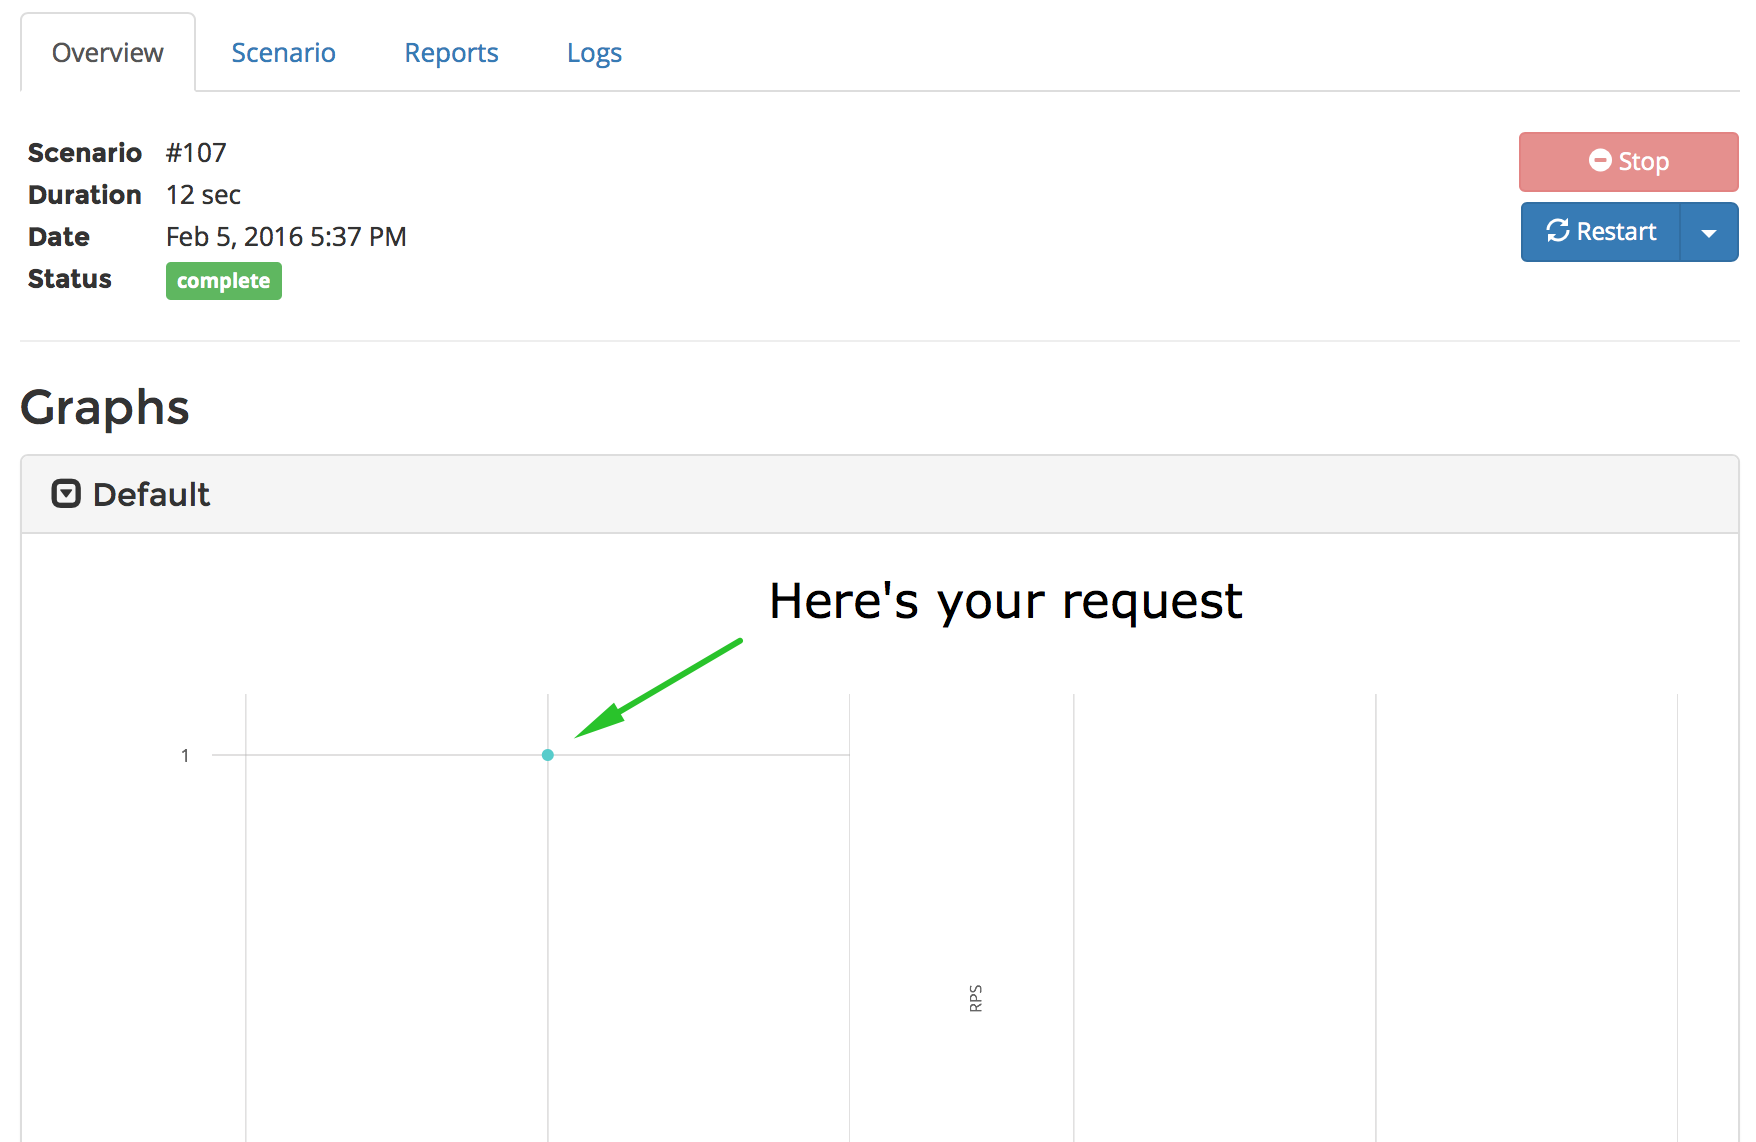 Overview Scenario Reports Logs
Scenario #107
Duration 12 sec
Date Feb 5, 2016 5:37 PM
Status complete
Stop
Restart
Graphs
Default
Here's your request
1
RPS